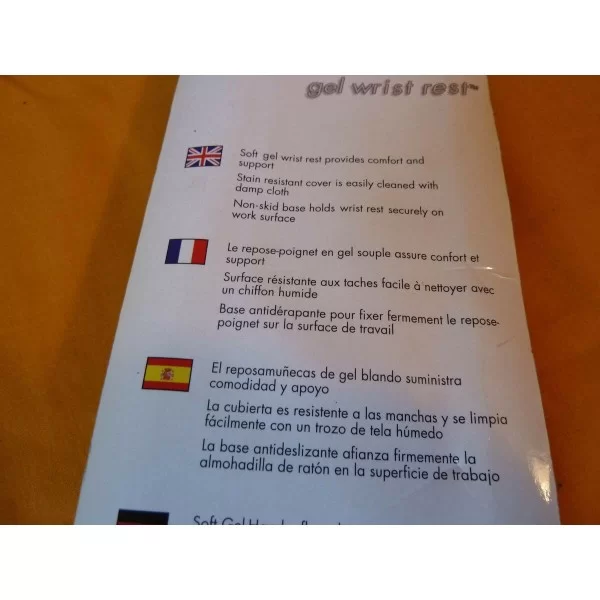 gel wrist rest™
Soft gel wrist rest provides comfort and
support
Stain resistant cover is easily cleaned with
damp cloth
Non-skid base holds wrist rest securely on
work surface
Le repose-poignet en gel souple assure confort et
support
Surface résistante aux taches facile à nettoyer avec
un chiffon humide
Base antidérapante pour fixer fermement le repose-
poignet sur la surface de travail
El reposamuñecas de gel blando suministra
comodidad y apoyo
La cubierta es resistente a las manchas y se limpia
fácilmente con un trozo de tela húmedo
La base antideslizante afianza firmemente la
almohadilla de ratón en la superficie de trabajo
Soft Gel